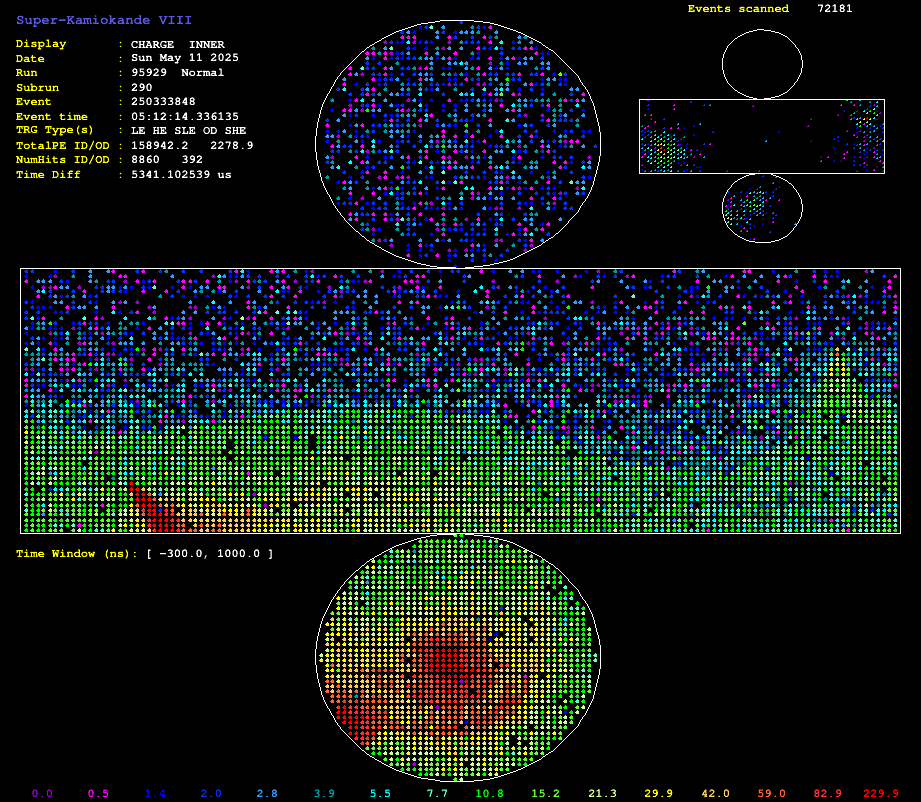 Super-Kamiokande VIII
Events scanned 72181
Display : CHARGE INNER
Date : Sun May 11 2025
Run : 95929 Normal
Subrun : 290
Event : 250333848
Event time : 05:12:14.336135
TRG Type(s) : LE HE SLE OD SHE
TotalPE ID/OD : 158942.2 2278.9
NumHits ID/OD : 8860 392
Time Diff : 5341.102539 us
Time Window (ns): [ −300.0, 1000.0 ]
0.0 0.5 1.4 2.0 2.8 3.9 5.5 7.7 10.8 15.2 21.3 29.9 42.0 59.0 82.9 229.9